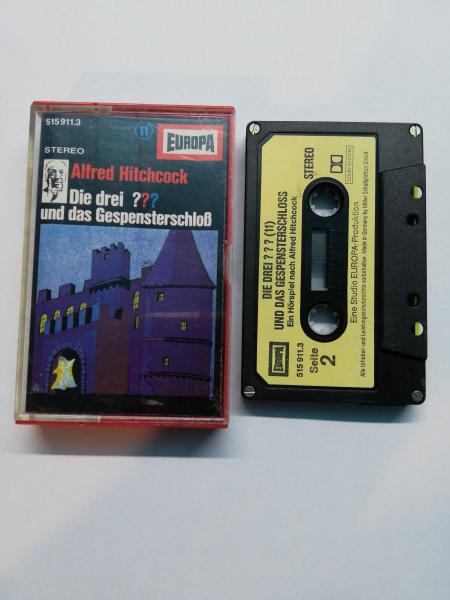 515 911.3
11
EUROPA
STEREO
Alfred Hitchcock
Die drei ???
und das Gespensterschloß
DIE DREI ? ? ? (11)
UND DAS GESPENSTERSCHLOSS
Ein Hörspiel nach Alfred Hitchcock
STEREO
EUROPA
515 911.3
Seite
2
Eine Studio EUROPA-Produktion